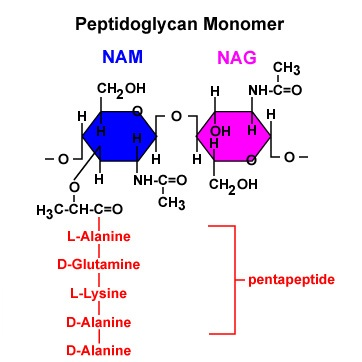 Peptidoglycan Monomer
NAM NAG
CH₃
CH₂OH H NH-C=O
H O O H
H OH H
H
— O H O O —
H NH-C=O CH₂OH
O CH₃
H₃C-CH-C=O
L-Alanine
D-Glutamine
L-Lysine
pentapeptide
D-Alanine
D-Alanine